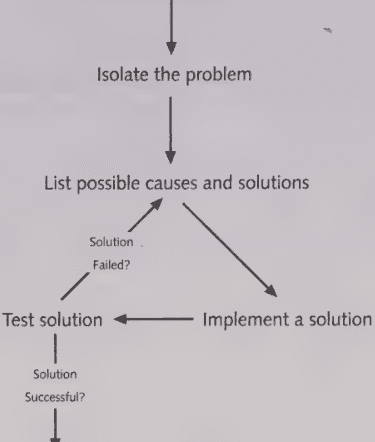 Isolate the problem
List possible causes and solutions
Solution
Failed?
Test solution
Implement a solution
Solution
Successful?